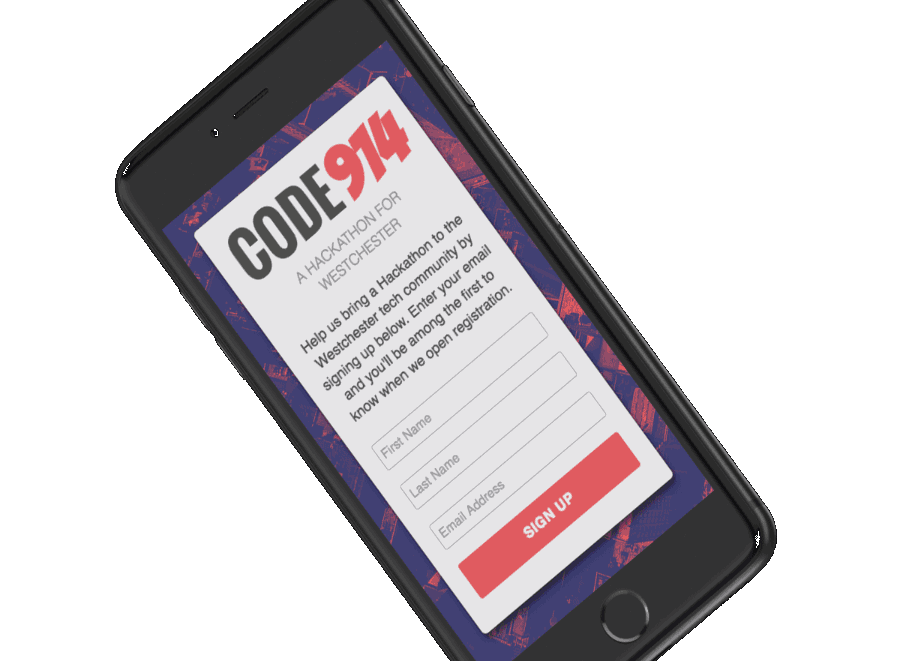 CODE914
A HACKATHON FOR
WESTCHESTER
Help us bring a Hackathon to the
Westchester tech community by
signing up below. Enter your email
and you'll be among the first to
know when we open registration.
First Name
Last Name
Email Address
SIGN UP